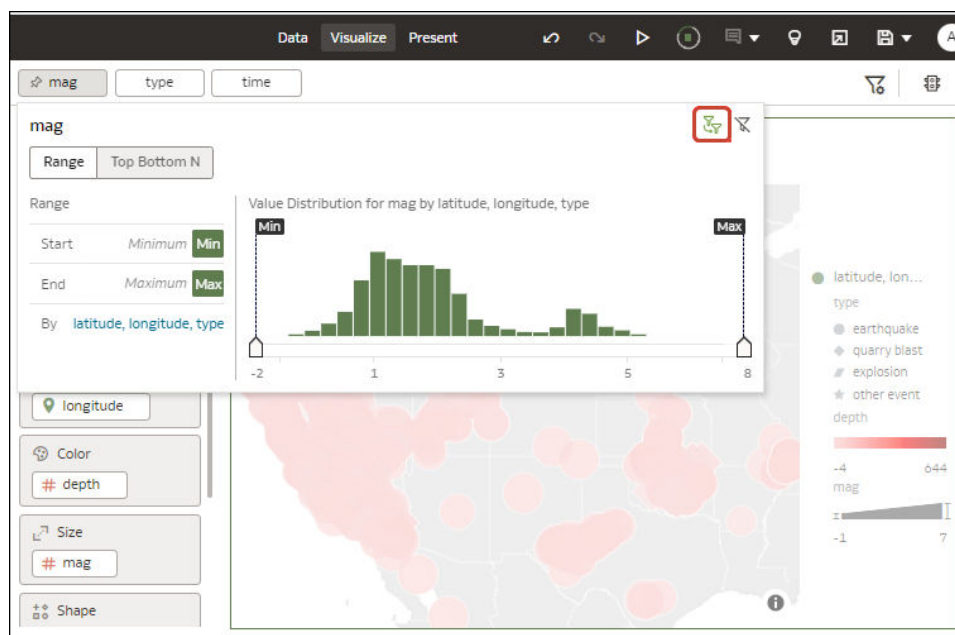 Data Visualize Present
A
mag type time
mag
Range Top Bottom N
Range
Start Minimum Min
End Maximum Max
By latitude, longitude, type
Value Distribution for mag by latitude, longitude, type
Min Max
-2 1 3 5 8
longitude
Color
# depth
Size
# mag
Shape
latitude, lon...
type
earthquake
quarry blast
explosion
other event
depth
-4 644
mag
-1 7